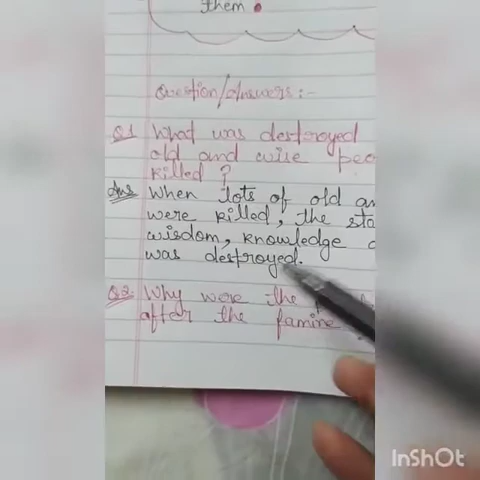 them.
Question/Answers:-
Q1 What was destroyed
old and wise
killed?
Ans When lots of old
were killed, the
wisdom, knowledge
was destroyed.
Q2. Why were the
after the famine
InShOt